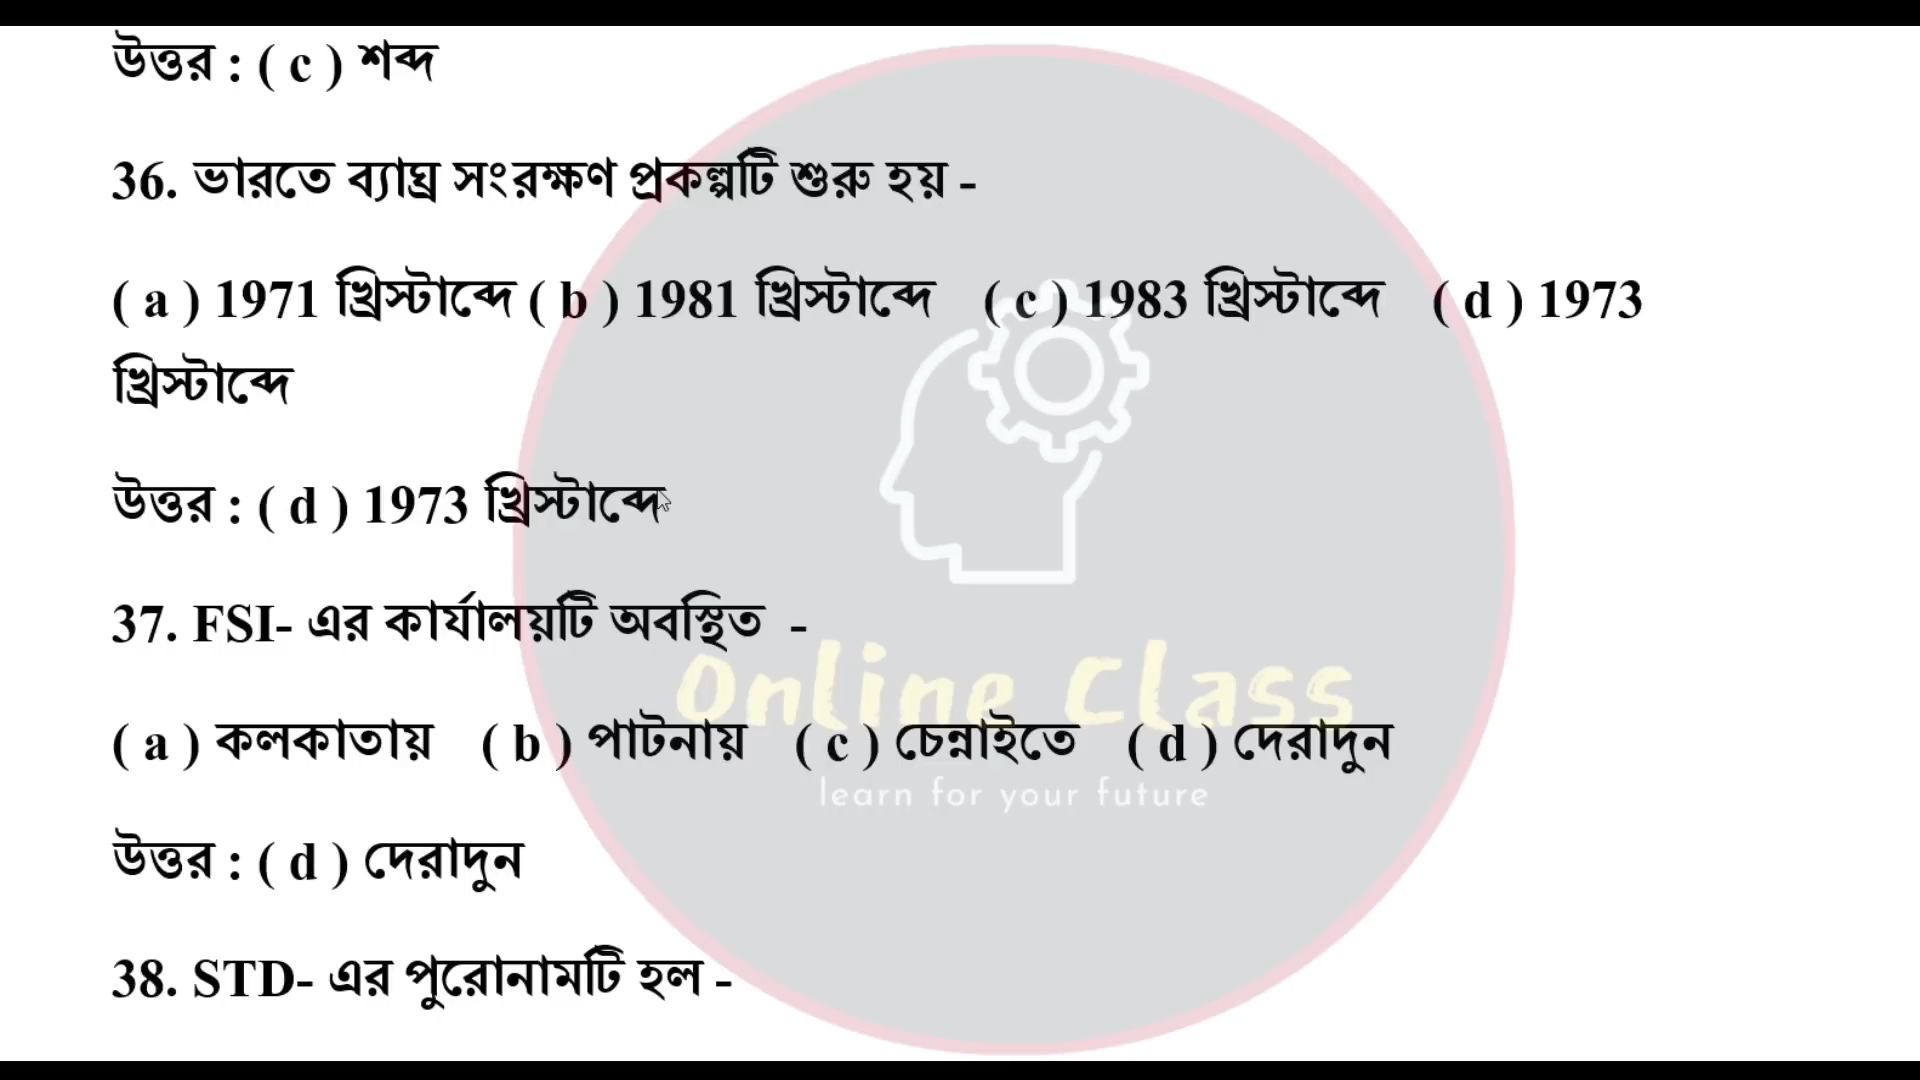 উত্তর : ( c ) শব্দ
36. ভারতে ব্যাঘ্র সংরক্ষণ প্রকল্পটি শুরু হয় -
( a ) 1971 খ্রিস্টাব্দে ( b ) 1981 খ্রিস্টাব্দে ( c ) 1983 খ্রিস্টাব্দে ( d ) 1973
খ্রিস্টাব্দে
উত্তর : ( d ) 1973 খ্রিস্টাব্দে
37. FSI- এর কার্যালয়টি অবস্থিত -
Online Class
( a ) কলকাতায় ( b ) পাটনায় ( c ) চেন্নাইতে ( d ) দেরাদুন
learn for your future
উত্তর : ( d ) দেরাদুন
38. STD- এর পুরোনামটি হল -